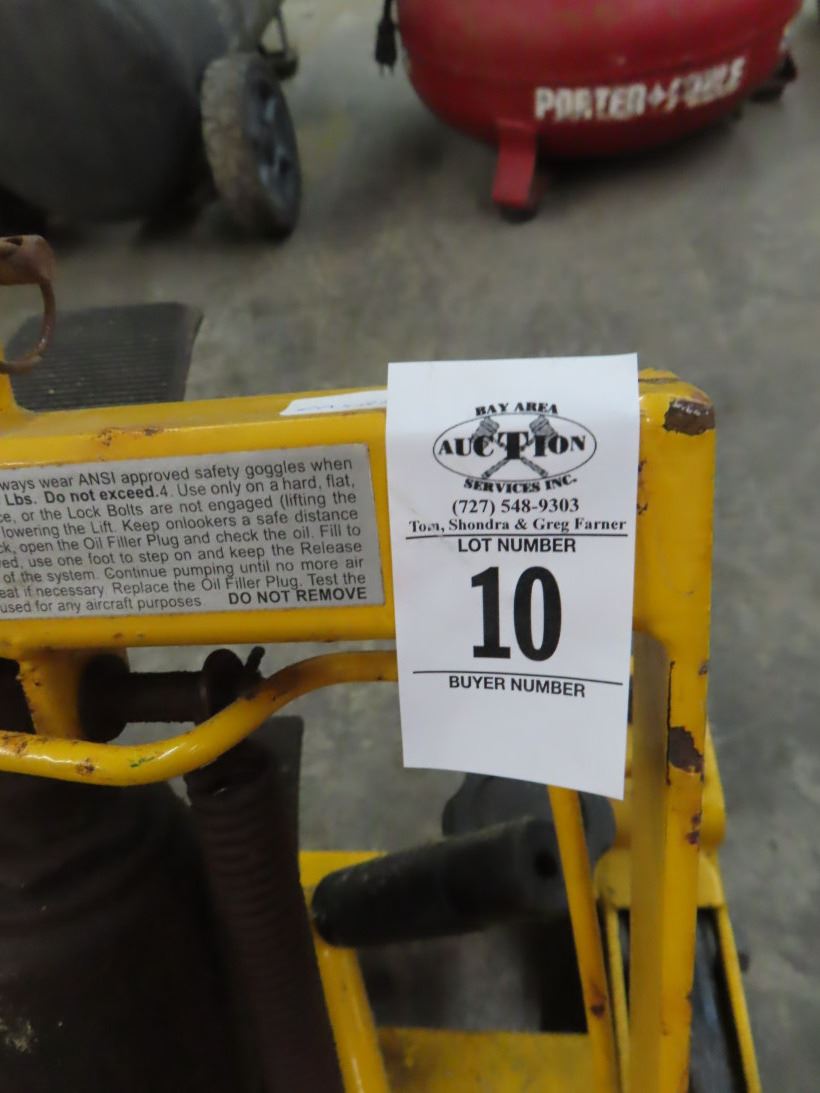 PORTER+CABLE
ways wear ANSI approved safety goggles when
Lbs. Do not exceed.4. Use only on a hard, flat,
ce, or the Lock Bolts are not engaged (lifting the
lowering the Lift. Keep onlookers a safe distance
ck, open the Oil Filler Plug and check the oil. Fill to
ed, use one foot to step on and keep the Release
of the system. Continue pumping until no more air
eat if necessary. Replace the Oil Filler Plug. Test the
used for any aircraft purposes DO NOT REMOVE
BAY AREA
AUCTION
SERVICES INC.
(727) 548-9303
Tom, Shondra & Greg Farner
LOT NUMBER
10
BUYER NUMBER